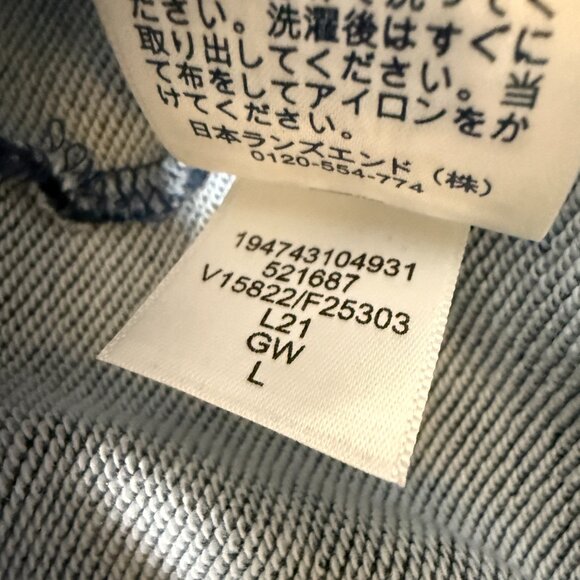 ださい。洗濯後はすぐに
取り出してください。当
て布をしてアイロンをか
けてください。
日本ランズエンド（株）
0120-554-774
194743104931
521687
V15822/F25303
L21
GW
L